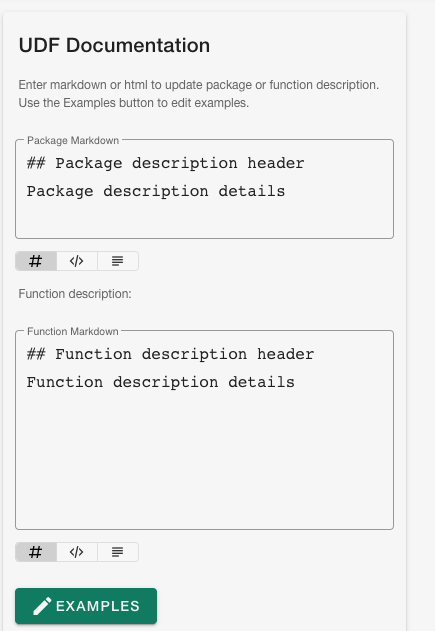 UDF Documentation
Enter markdown or html to update package or function description.
Use the Examples button to edit examples.
Package Markdown
## Package description header
Package description details
# </>
Function description:
Function Markdown
## Function description header
Function description details
# </>
EXAMPLES